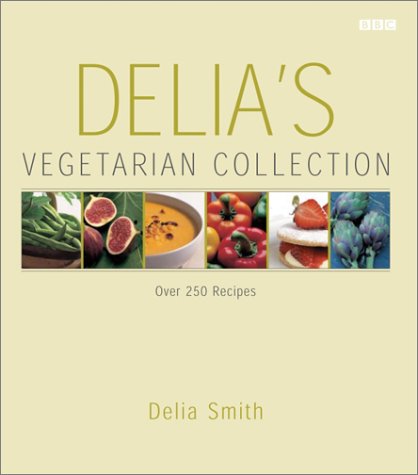 BBC
DELIA'S
VEGETARIAN COLLECTION
Over 250 Recipes
Delia Smith